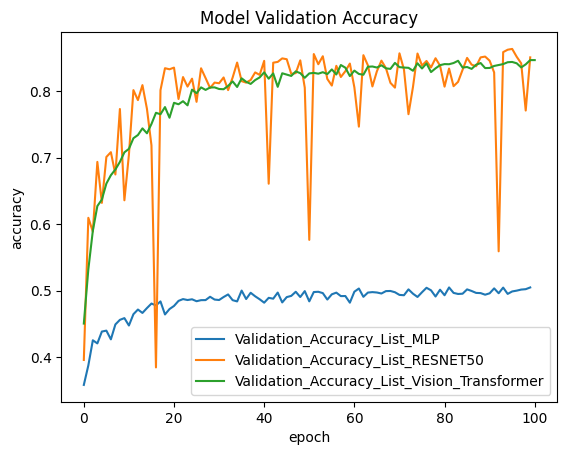 Model Validation Accuracy
accuracy
0.8
0.7
0.6
0.5
0.4
Validation_Accuracy_List_MLP
Validation_Accuracy_List_RESNET50
Validation_Accuracy_List_Vision_Transformer
0 20 40 60 80 100
epoch